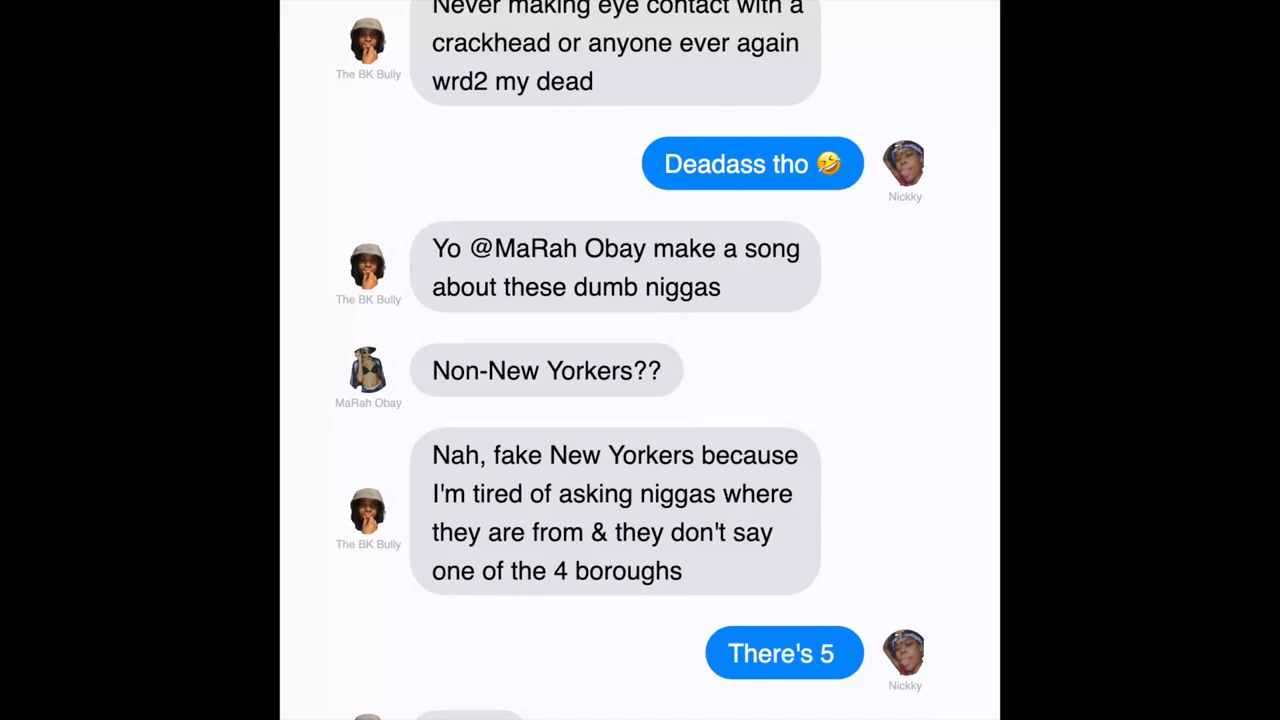 Never making eye contact with a
crackhead or anyone ever again
wrd2 my dead
The BK Bully
Deadass tho 🤣
Nickky
Yo @MaRah Obay make a song
about these dumb niggas
The BK Bully
Non-New Yorkers??
MaRah Obay
Nah, fake New Yorkers because
I'm tired of asking niggas where
they are from & they don't say
one of the 4 boroughs
The BK Bully
There's 5
Nickky